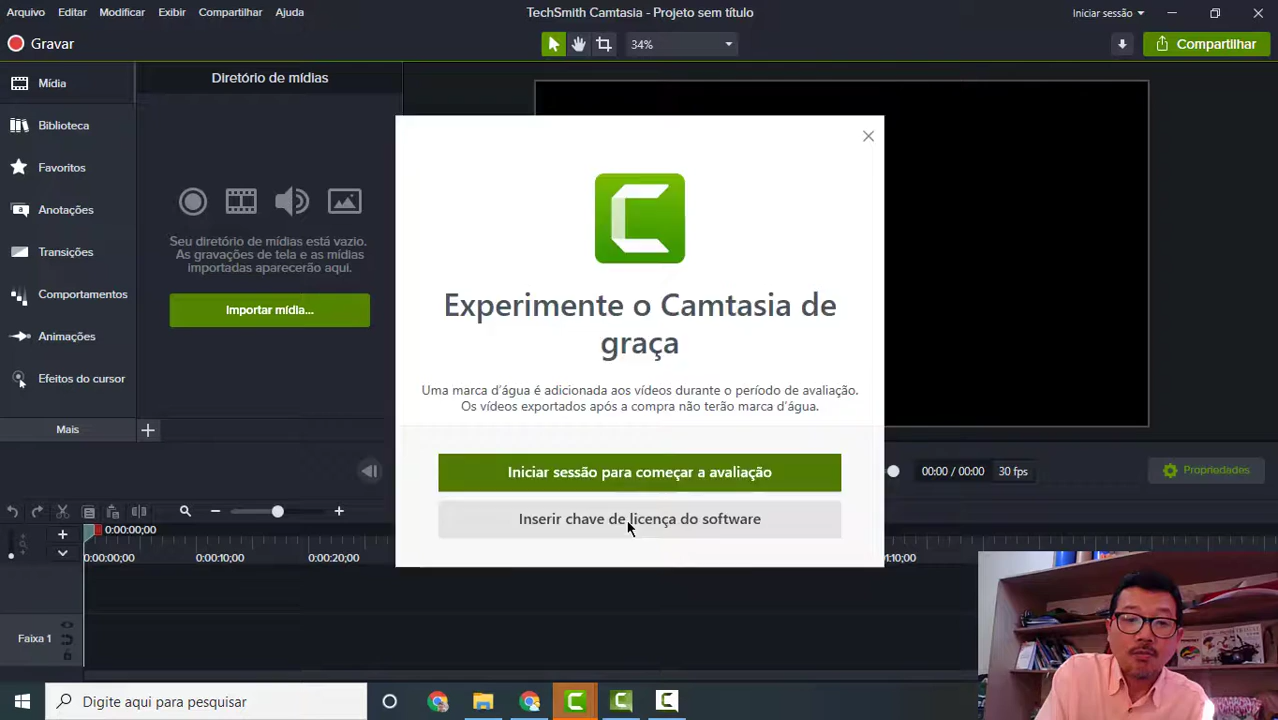 Arquivo Editar Modificar Exibir Compartilhar Ajuda
TechSmith Camtasia - Projeto sem título
Iniciar sessão
Gravar
34%
Compartilhar
Mídia
Biblioteca
Favoritos
Anotações
Transições
Comportamentos
Animações
Efeitos do cursor
Mais
Diretório de mídias
Seu diretório de mídias está vazio.
As gravações de tela e as mídias
importadas aparecerão aqui.
Importar mídia...
Experimente o Camtasia de
graça
Uma marca d'água é adicionada aos vídeos durante o período de avaliação.
Os vídeos exportados após a compra não terão marca d'água.
Iniciar sessão para começar a avaliação
Inserir chave de licença do software
00:00 / 00:00 30 fps
Propriedades
0:00:00;00
0:00:00;00 0:00:10;00 0:00:20;00 :10;00
Faixa 1
Digite aqui para pesquisar